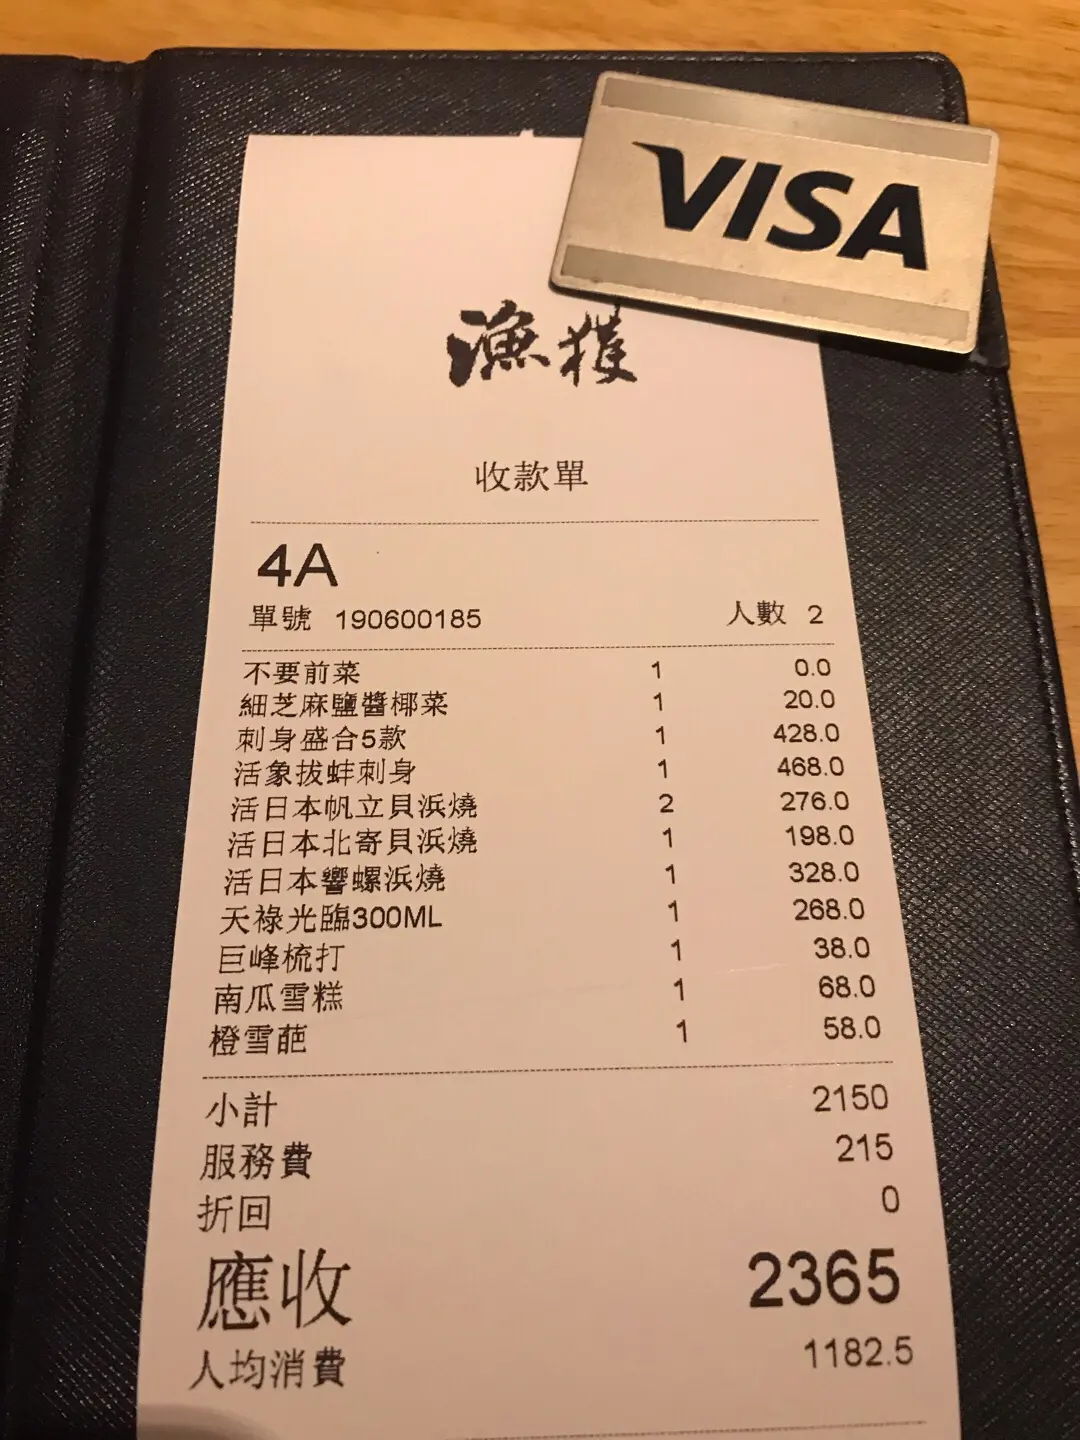 VISA
漁獲
收款單
4A
單號 190600185 人數 2
不要前菜 1 0.0
細芝麻鹽醬椰菜 1 20.0
刺身盛合5款 1 428.0
活象拔蚌刺身 1 468.0
活日本帆立貝浜燒 2 276.0
活日本北寄貝浜燒 1 198.0
活日本響螺浜燒 1 328.0
天祿光臨300ML 1 268.0
巨峰梳打 1 38.0
南瓜雪糕 1 68.0
橙雪葩 1 58.0
小計 2150
服務費 215
折回 0
應收 2365
人均消費 1182.5